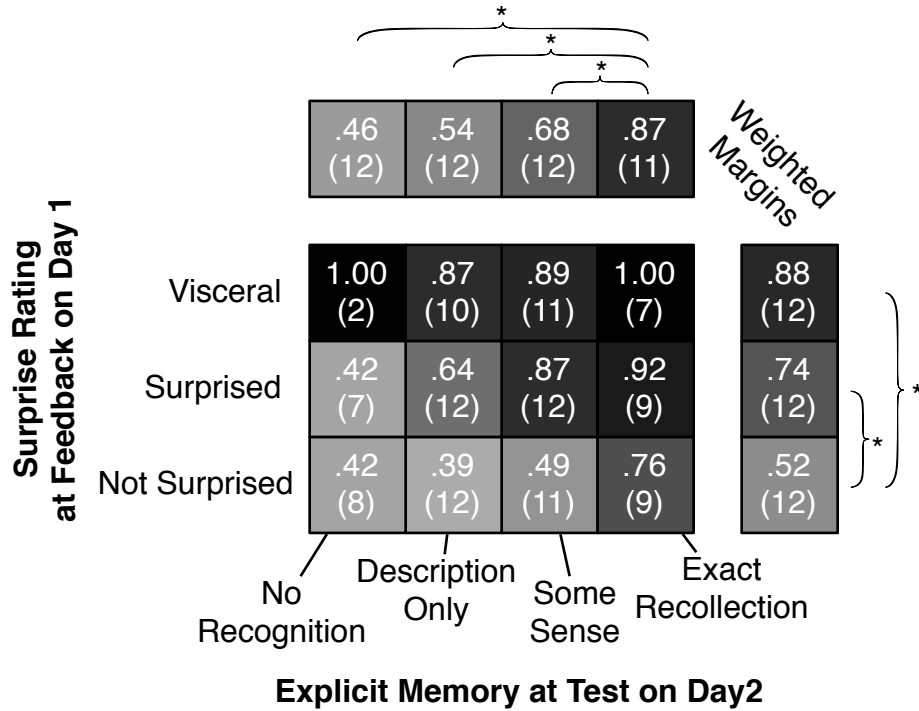 *
*
*
.46 .54 .68 .87
(12) (12) (12) (11)
Weighted
Margins
Surprise Rating
at Feedback on Day 1
Visceral 1.00 .87 .89 1.00 .88
(2) (10) (11) (7) (12)
Surprised .42 .64 .87 .92 .74
(7) (12) (12) (9) (12)
Not Surprised .42 .39 .49 .76 .52
(8) (12) (11) (9) (12)
*
*
No
Recognition
Description
Only
Some
Sense
Exact
Recollection
Explicit Memory at Test on Day2